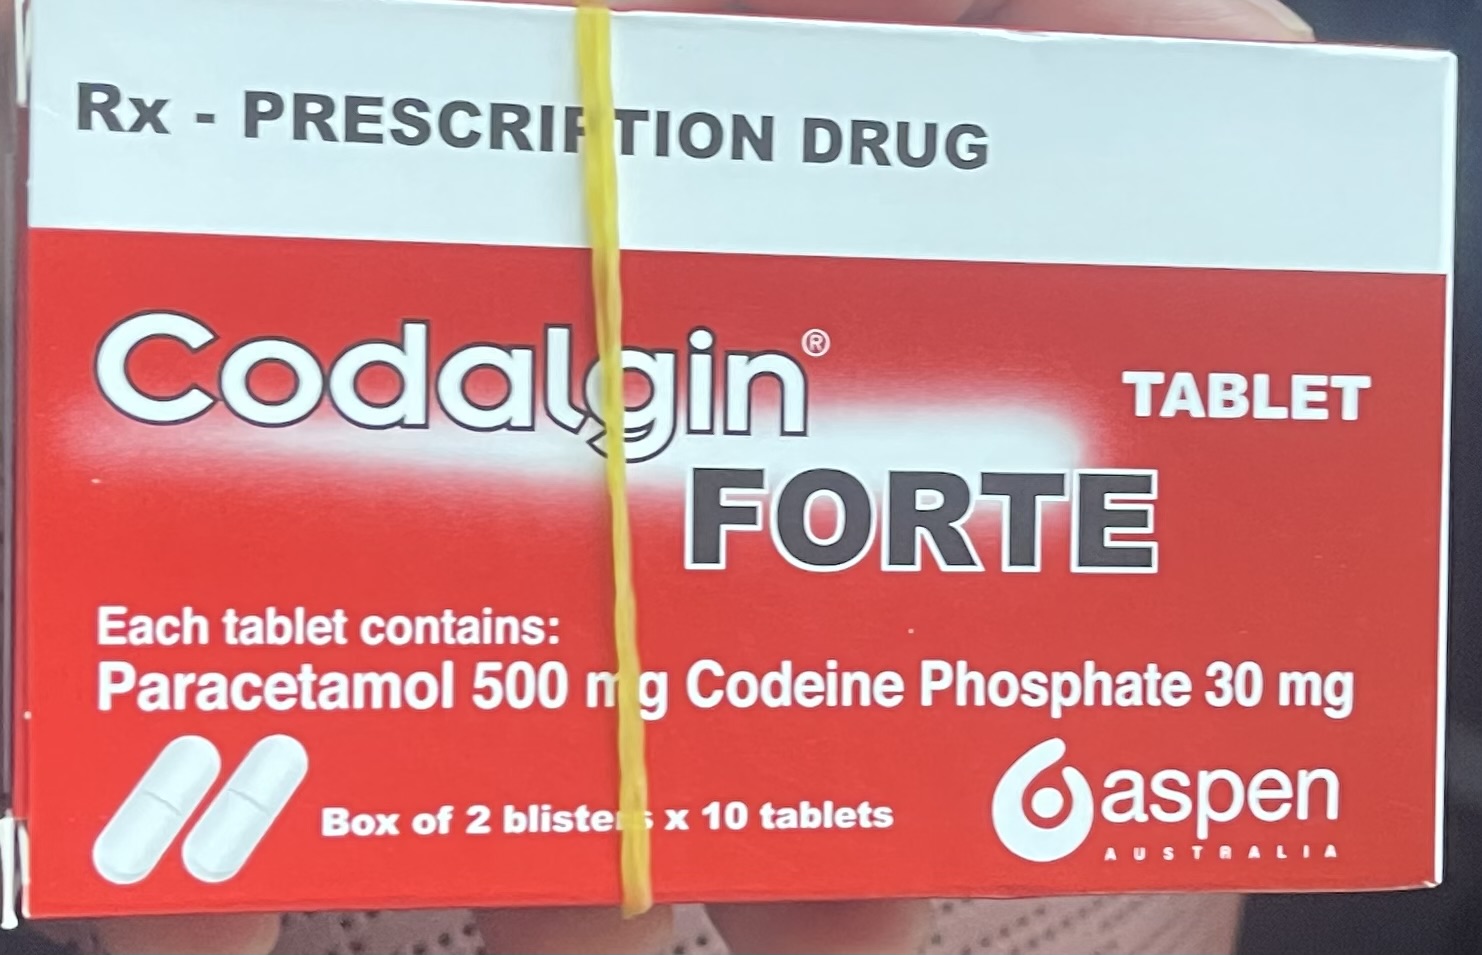 Rx - PRESCRIPTION DRUG
Codalgin®
TABLET
FORTE
Each tablet contains:
Paracetamol 500 mg Codeine Phosphate 30 mg
Box of 2 blisters x 10 tablets
aspen
AUSTRALIA